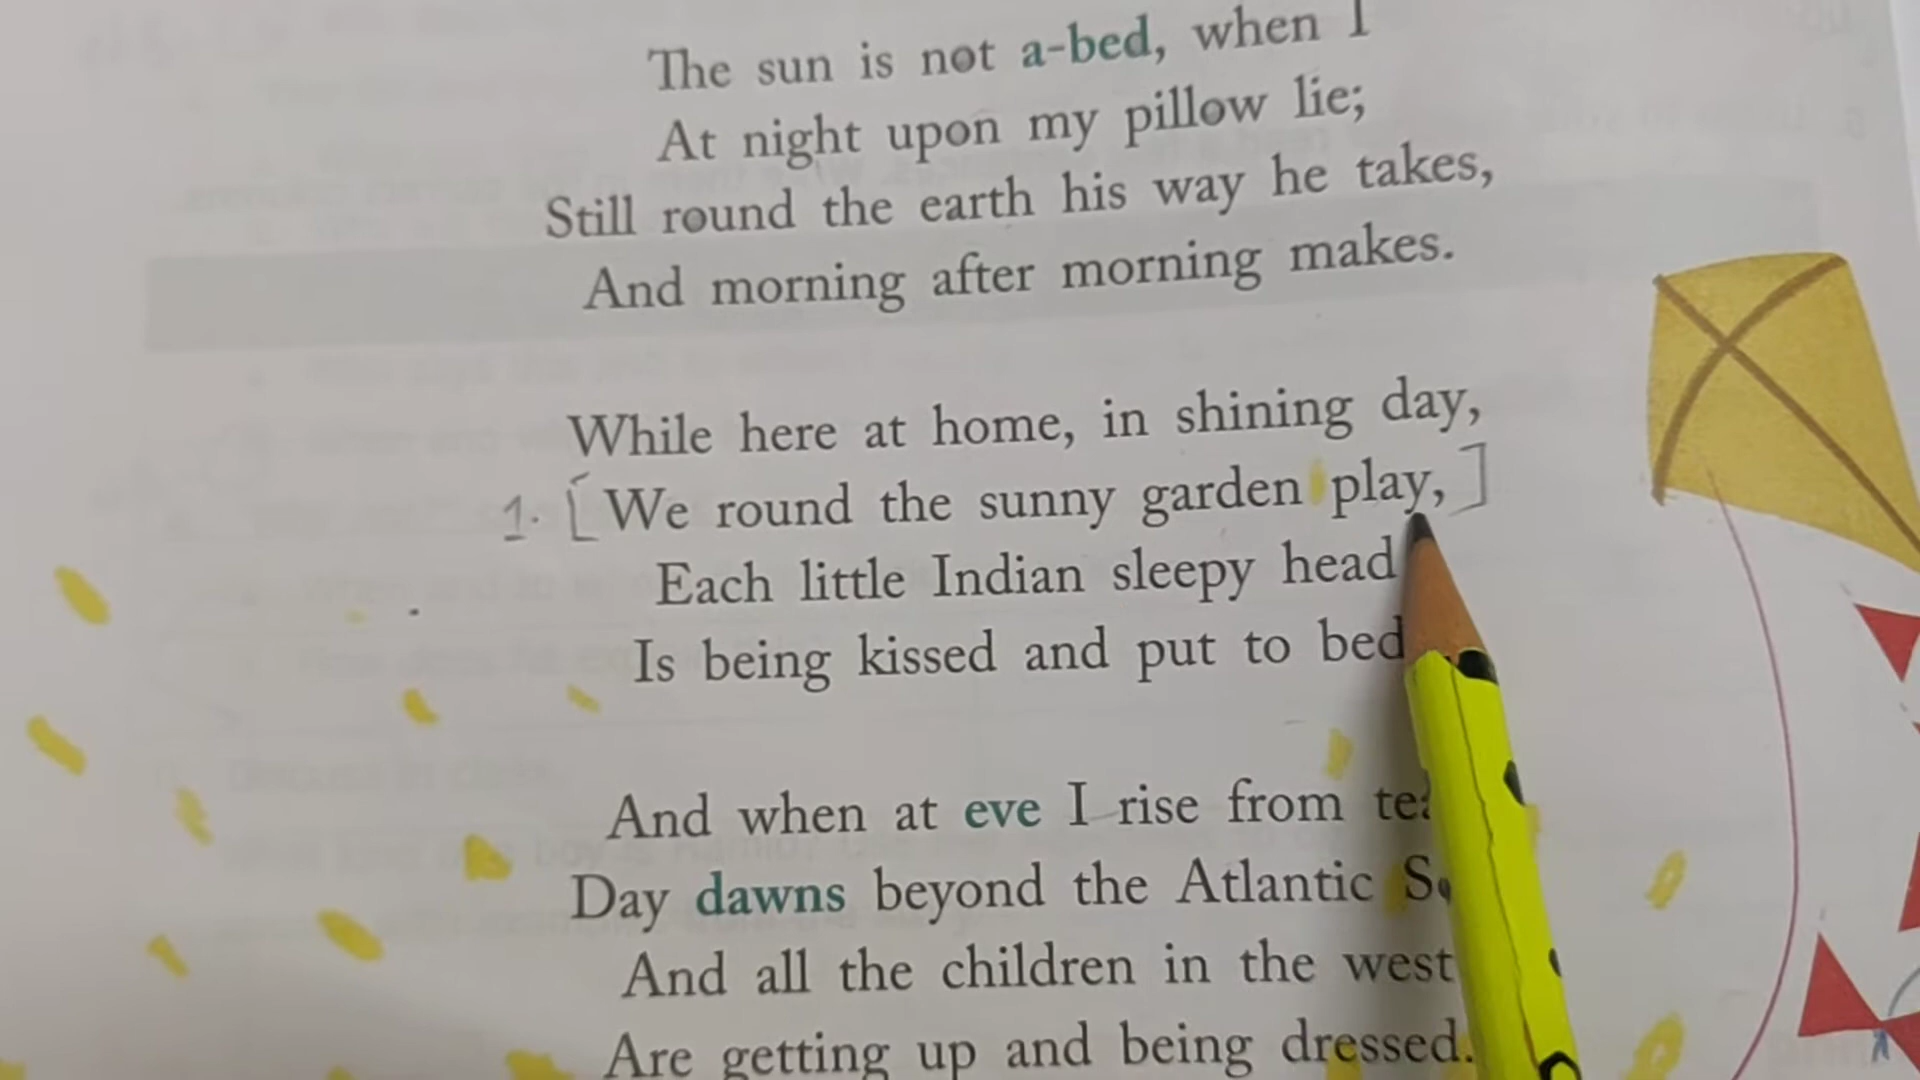 The sun is not a-bed, when I
At night upon my pillow lie;
Still round the earth his way he takes,
And morning after morning makes.
While here at home, in shining day,
1. [We round the sunny garden play,]
Each little Indian sleepy head
Is being kissed and put to bed
And when at eve I rise from
Day dawns beyond the Atlantic
And all the children in the west
Are getting up and being dressed.